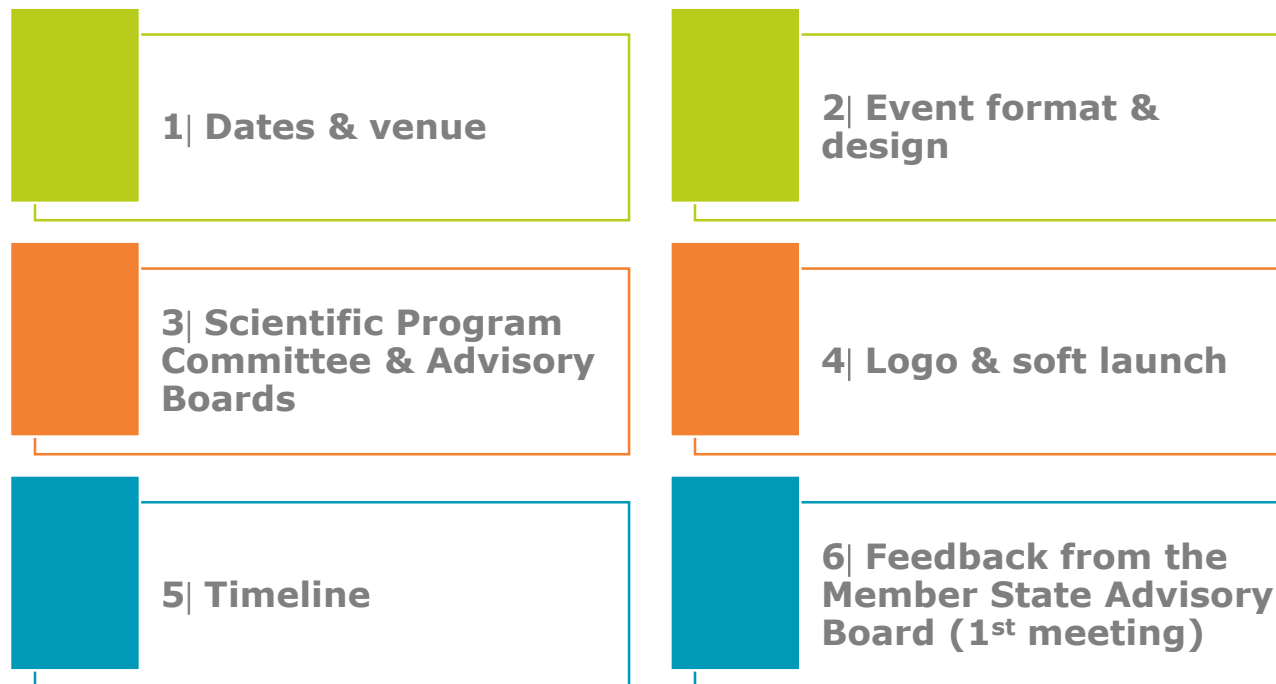 1| Dates & venue
2| Event format &
design
3| Scientific Program
Committee & Advisory
Boards
4| Logo & soft launch
5| Timeline
6| Feedback from the
Member State Advisory
Board (1st meeting)